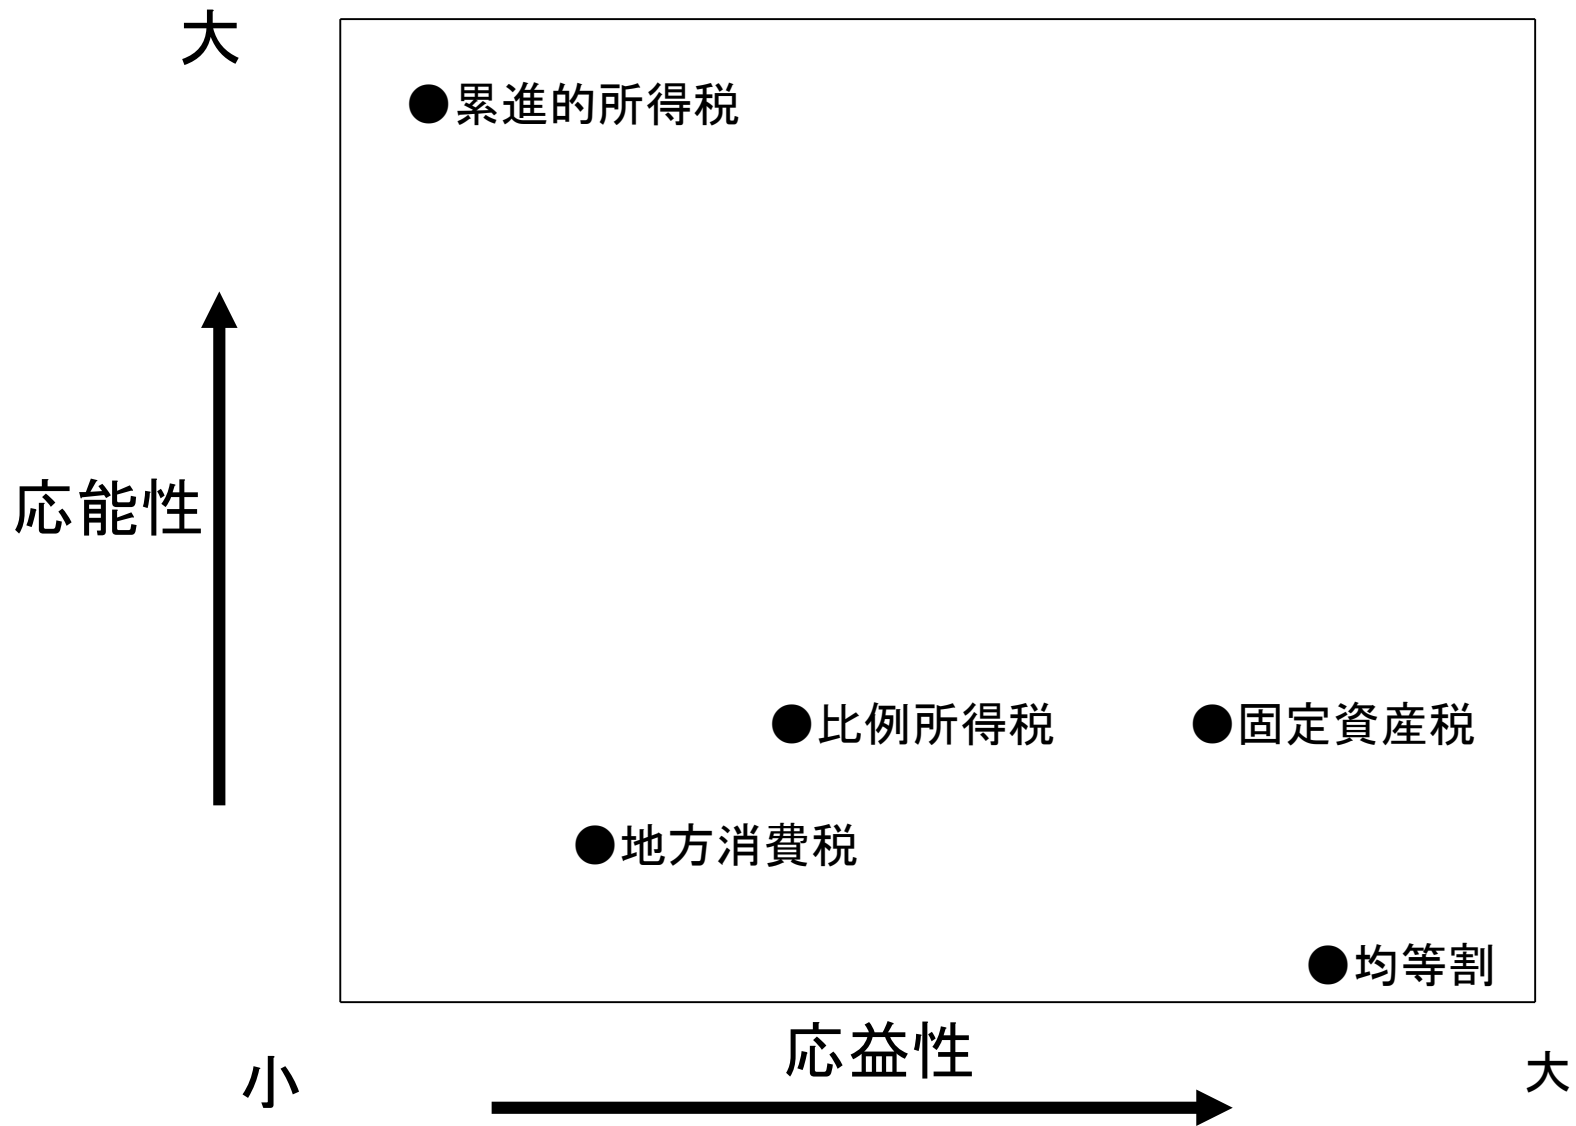 大
●累進的所得税
応能性
●比例所得税
●固定資産税
●地方消費税
●均等割
応益性
小
大